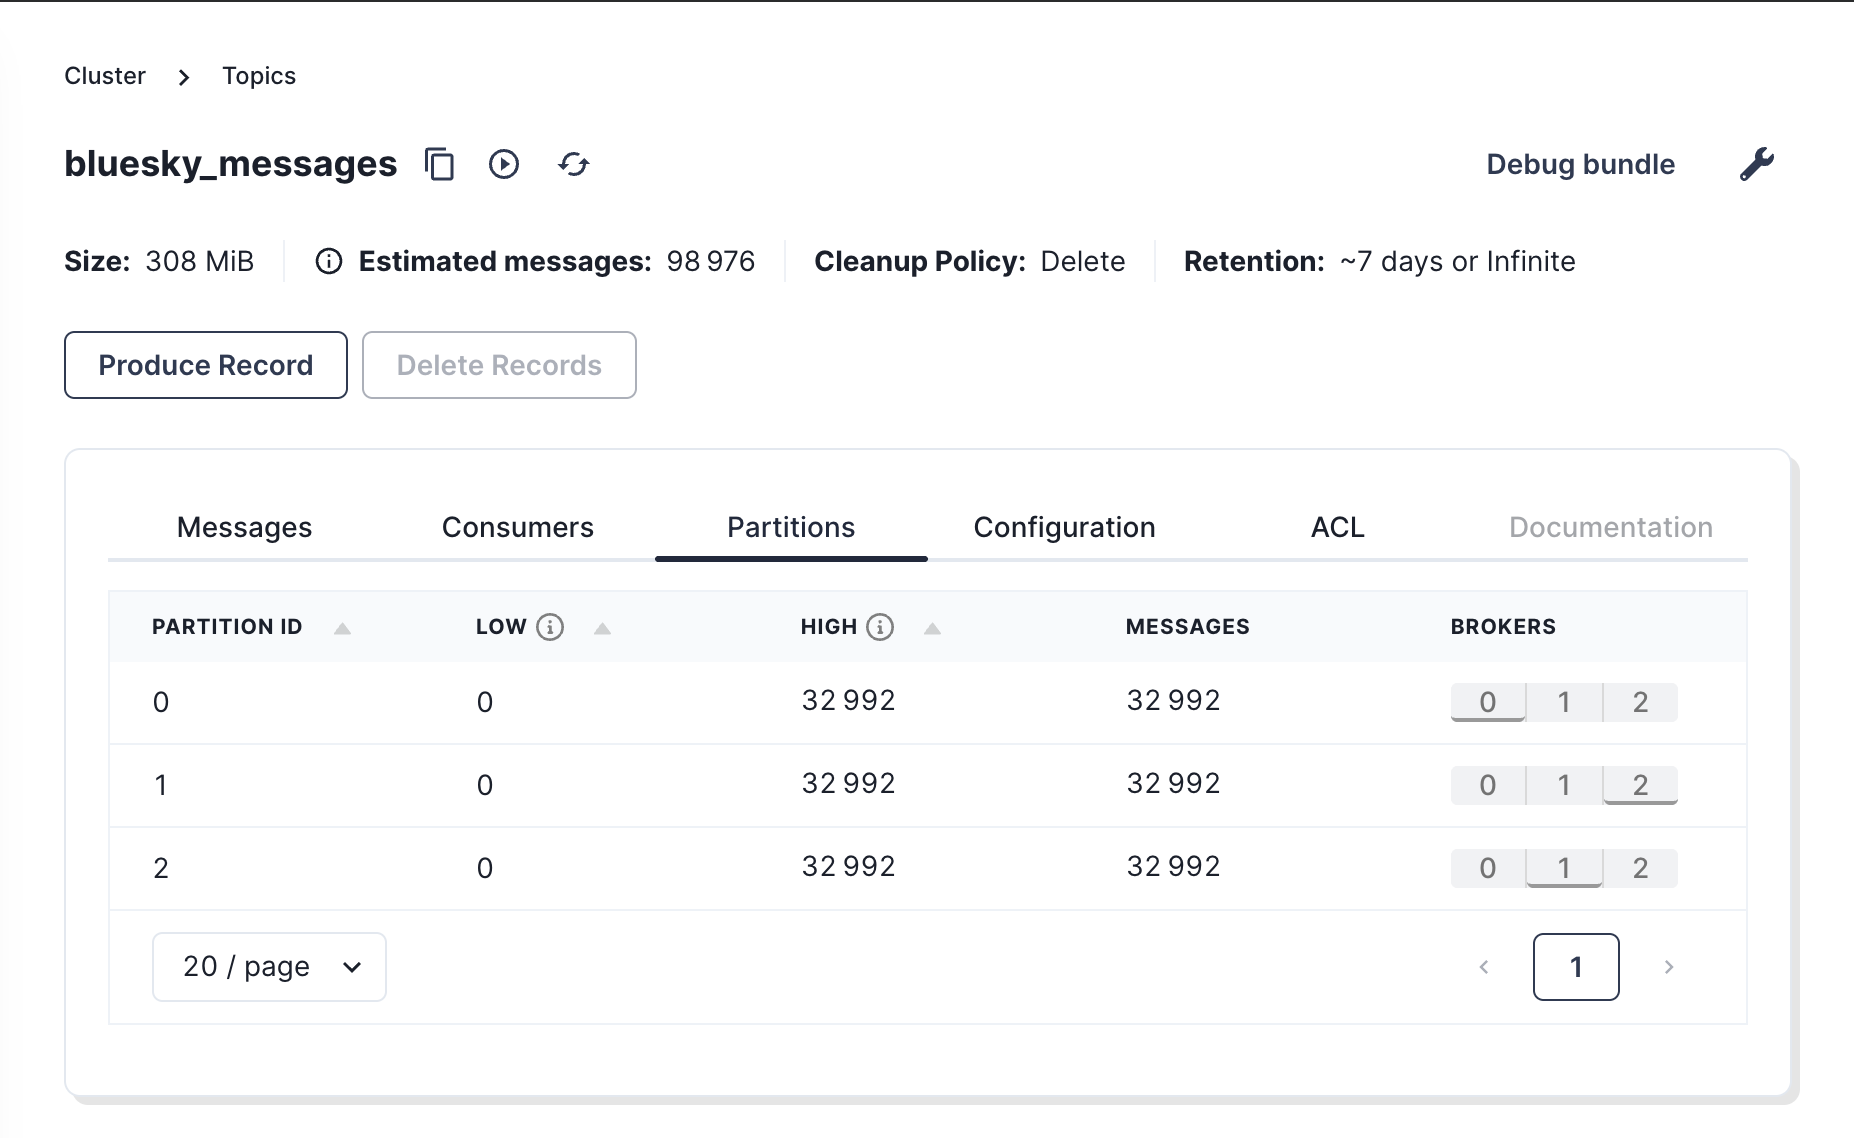 Cluster > Topics
bluesky_messages
Debug bundle
Size: 308 MiB Estimated messages: 98 976 Cleanup Policy: Delete Retention: ~7 days or Infinite
Produce Record Delete Records
Messages Consumers Partitions Configuration ACL Documentation
PARTITION ID LOW HIGH MESSAGES BROKERS
0 0 32 992 32 992 0 1 2
1 0 32 992 32 992 0 1 2
2 0 32 992 32 992 0 1 2
20 / page < 1 >